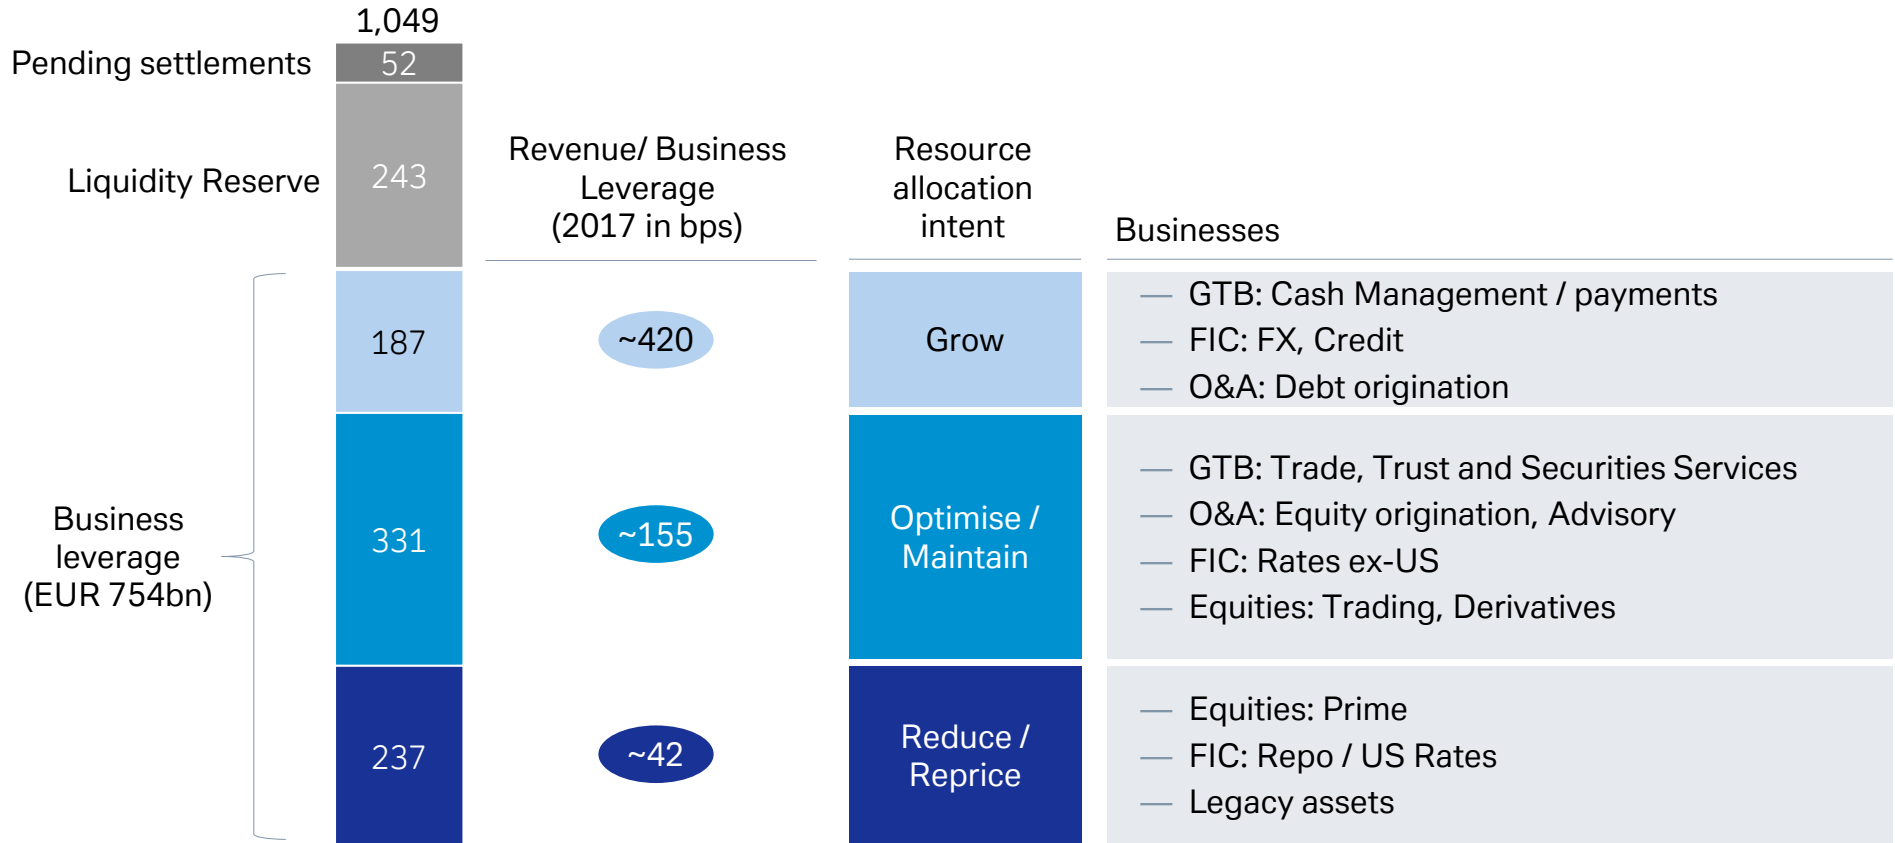 1,049
Pending settlements
52
Liquidity Reserve
243
Revenue/ Business
Leverage
(2017 in bps)
Resource
allocation
intent
Businesses
Business
leverage
(EUR 754bn)
187
~420
Grow
— GTB: Cash Management / payments
— FIC: FX, Credit
— O&A: Debt origination
331
~155
Optimise /
Maintain
— GTB: Trade, Trust and Securities Services
— O&A: Equity origination, Advisory
— FIC: Rates ex-US
— Equities: Trading, Derivatives
237
~42
Reduce /
Reprice
— Equities: Prime
— FIC: Repo / US Rates
— Legacy assets